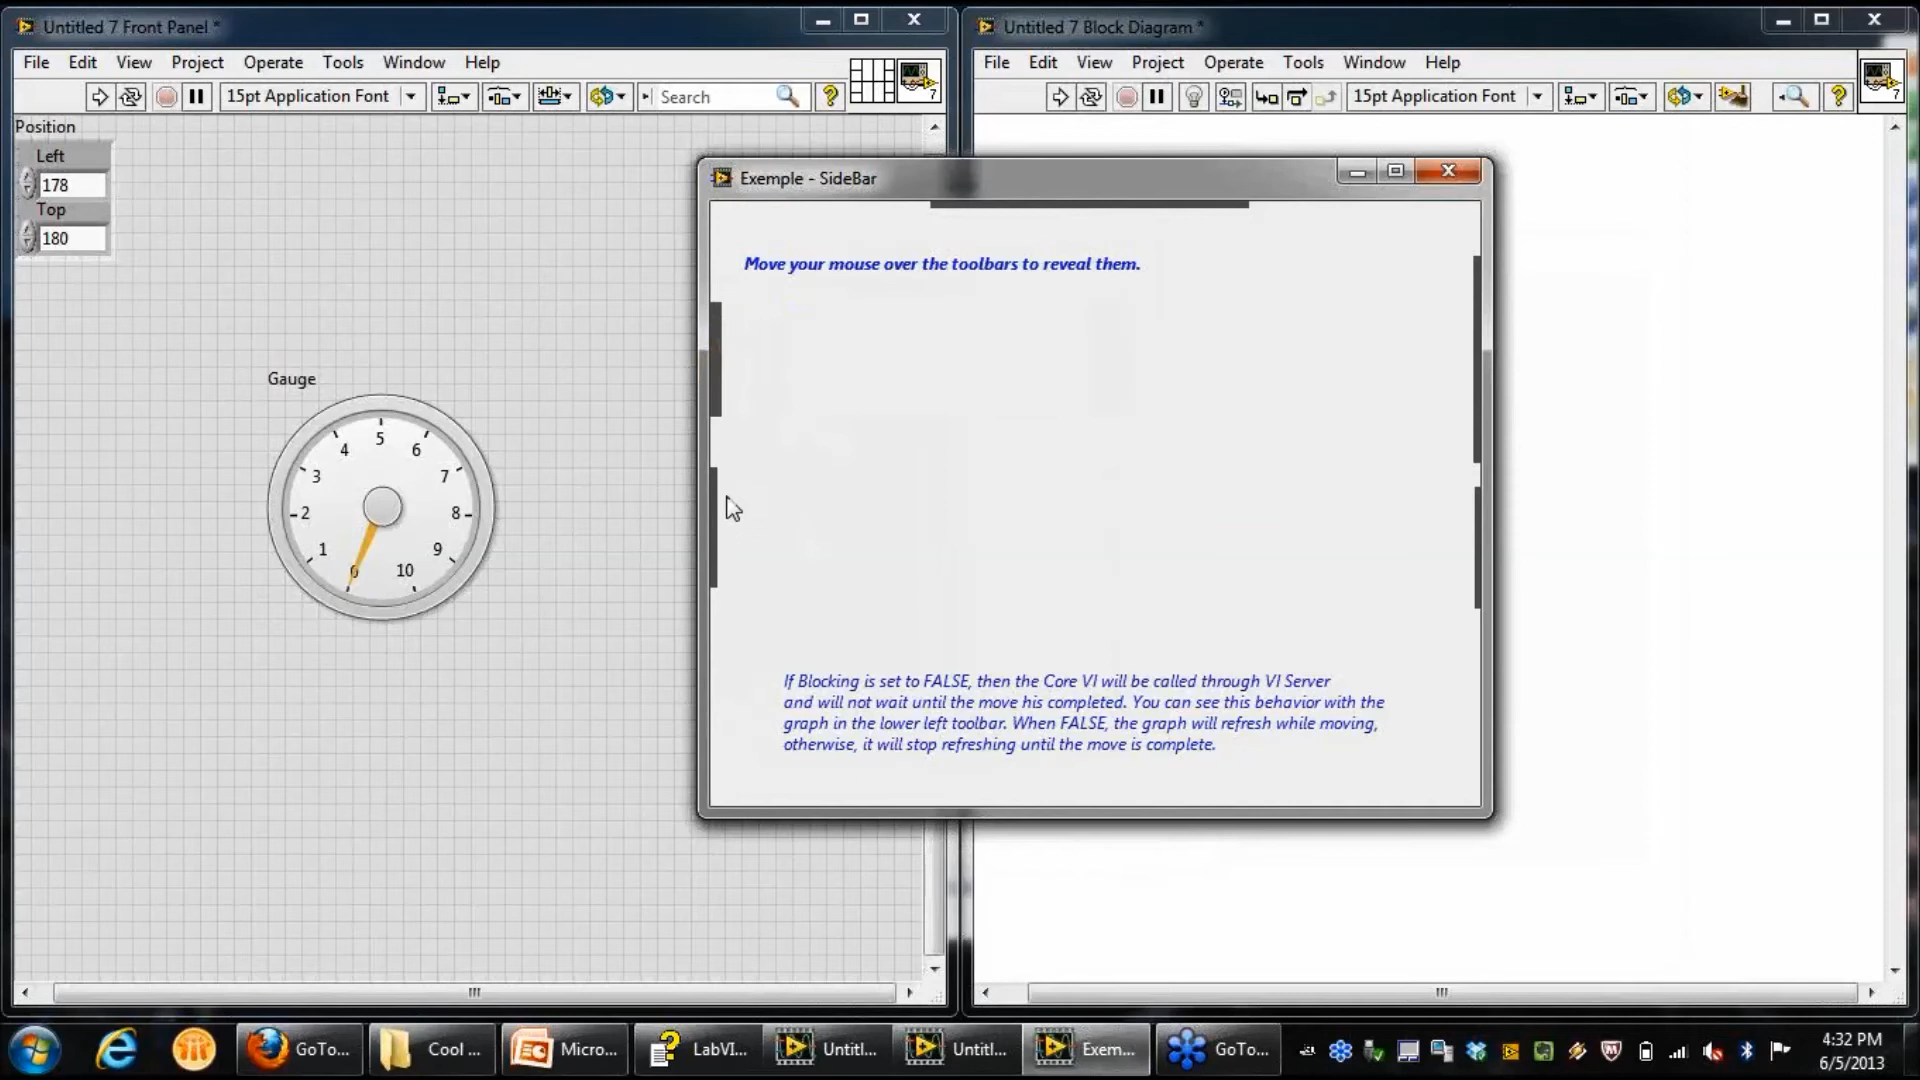 Untitled 7 Front Panel *
File Edit View Project Operate Tools Window Help
15pt Application Font
Search
7
Position
Left
178
Top
180
Gauge
0
1
2
3
4
5
6
7
8
9
10
Untitled 7 Block Diagram *
File Edit View Project Operate Tools Window Help
15pt Application Font
7
Exemple - SideBar
Move your mouse over the toolbars to reveal them.
If Blocking is set to FALSE, then the Core VI will be called through VI Server
and will not wait until the move his completed. You can see this behavior with the
graph in the lower left toolbar. When FALSE, the graph will refresh while moving,
otherwise, it will stop refreshing until the move is complete.
GoTo...
Cool ...
Micro...
LabVI...
Untitl...
Untitl...
Exem...
GoTo...
4:32 PM
6/5/2013